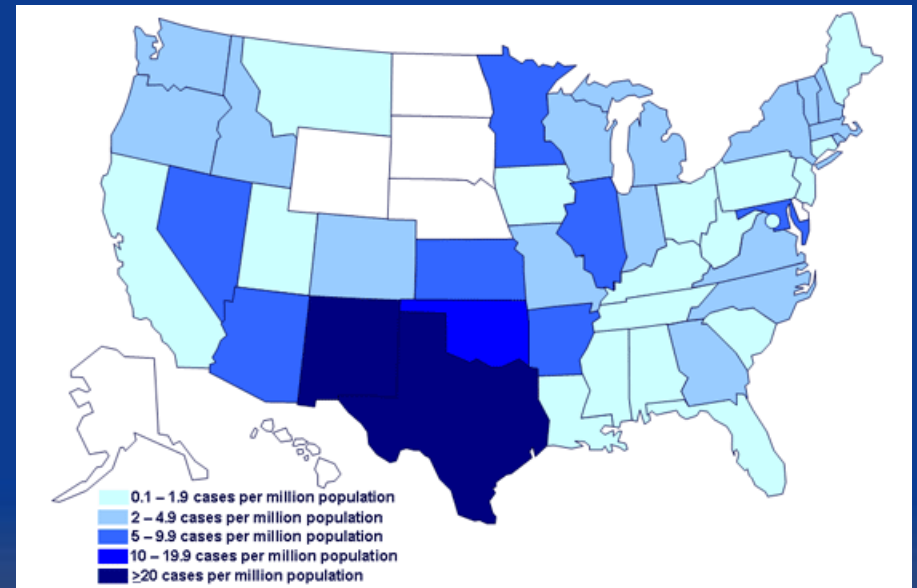 0.1 – 1.9 cases per million population
2 – 4.9 cases per million population
5 – 9.9 cases per million population
10 – 19.9 cases per million population
≥20 cases per million population